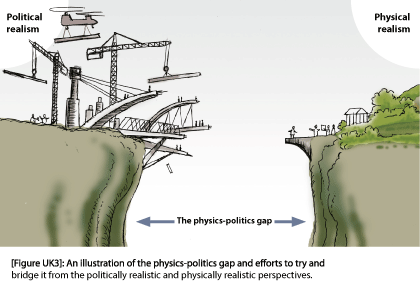 Political
realism
Physical
realism
The physics-politics gap
[Figure UK3]: An illustration of the physics-politics gap and efforts to try and
bridge it from the politically realistic and physically realistic perspectives.